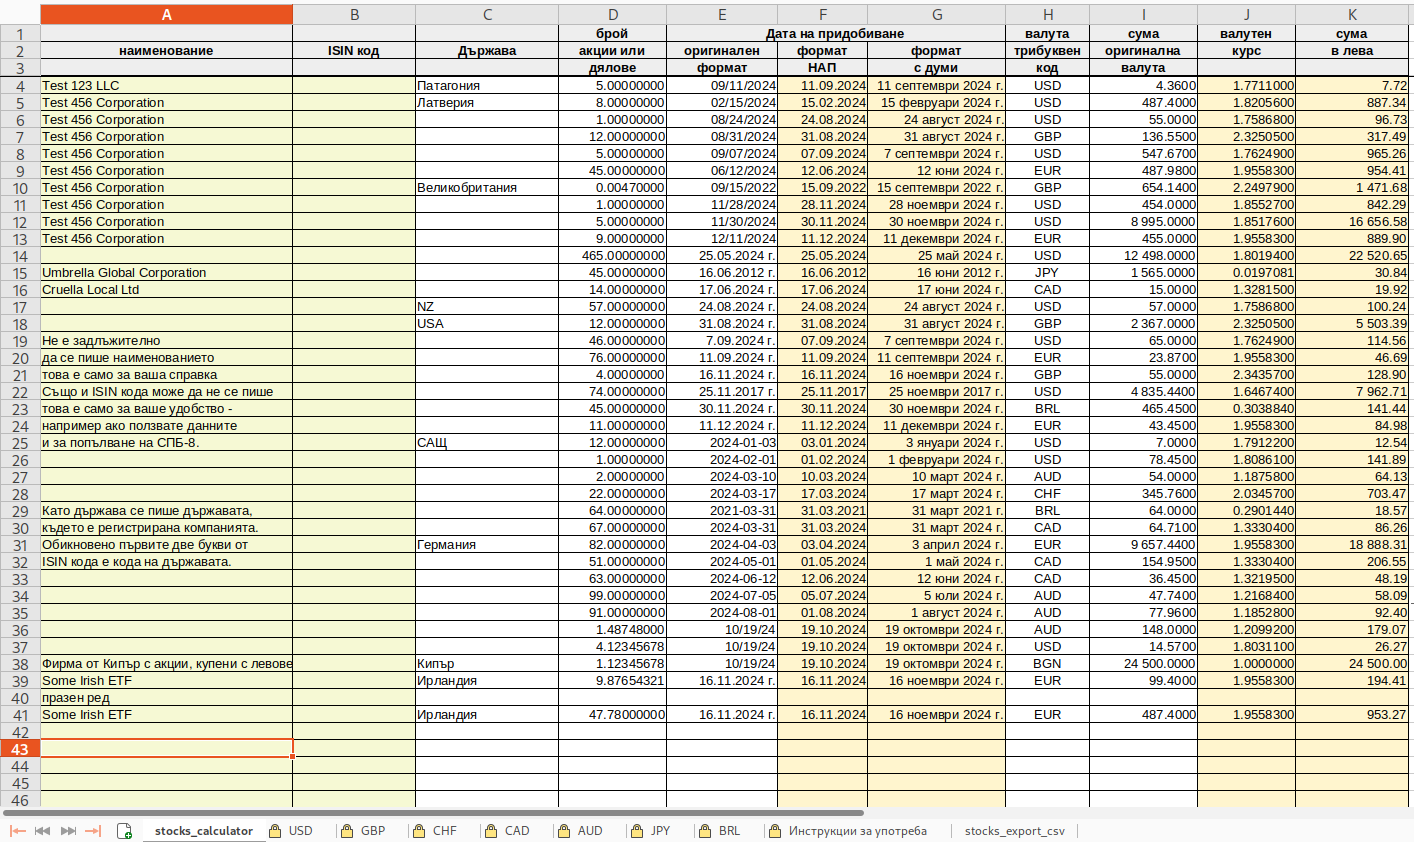 A B C D E F G H I J K
1 брой Дата на придобиване валута сума валутен сума
2 наименование ISIN код Държава акции или оригинален формат формат трибуквен оригинална курс в лева
3 дялове формат НАП с думи код валута
4 Test 123 LLC Патагония 5.00000000 09/11/2024 11.09.2024 11 септември 2024 г. USD 4.3600 1.7711000 7.72
5 Test 456 Corporation Латверия 8.00000000 02/15/2024 15.02.2024 15 февруари 2024 г. USD 487.4000 1.8205600 887.34
6 Test 456 Corporation 1.00000000 08/24/2024 24.08.2024 24 август 2024 г. USD 55.0000 1.7586800 96.73
7 Test 456 Corporation 12.00000000 08/31/2024 31.08.2024 31 август 2024 г. GBP 136.5500 2.3250500 317.49
8 Test 456 Corporation 5.00000000 09/07/2024 07.09.2024 7 септември 2024 г. USD 547.6700 1.7624900 965.26
9 Test 456 Corporation 45.00000000 06/12/2024 12.06.2024 12 юни 2024 г. EUR 487.9800 1.9558300 954.41
10 Test 456 Corporation Великобритания 0.00470000 09/15/2022 15.09.2022 15 септември 2022 г. GBP 654.1400 2.2497900 1 471.68
11 Test 456 Corporation 1.00000000 11/28/2024 28.11.2024 28 ноември 2024 г. USD 454.0000 1.8552700 842.29
12 Test 456 Corporation 5.00000000 11/30/2024 30.11.2024 30 ноември 2024 г. USD 8 995.0000 1.8517600 16 656.58
13 Test 456 Corporation 9.00000000 12/11/2024 11.12.2024 11 декември 2024 г. EUR 455.0000 1.9558300 889.90
14 465.00000000 25.05.2024 г. 25.05.2024 25 май 2024 г. USD 12 498.0000 1.8019400 22 520.65
15 Umbrella Global Corporation 45.00000000 16.06.2012 г. 16.06.2012 16 юни 2012 г. JPY 1 565.0000 0.0197081 30.84
16 Cruella Local Ltd 14.00000000 17.06.2024 г. 17.06.2024 17 юни 2024 г. CAD 15.0000 1.3281500 19.92
17 NZ 57.00000000 24.08.2024 г. 24.08.2024 24 август 2024 г. USD 57.0000 1.7586800 100.24
18 USA 12.00000000 31.08.2024 г. 31.08.2024 31 август 2024 г. GBP 2 367.0000 2.3250500 5 503.39
19 Не е задлъжително 46.00000000 7.09.2024 г. 07.09.2024 7 септември 2024 г. USD 65.0000 1.7624900 114.56
20 да се пише наименованието 76.00000000 11.09.2024 г. 11.09.2024 11 септември 2024 г. EUR 23.8700 1.9558300 46.69
21 това е само за ваша справка 4.00000000 16.11.2024 г. 16.11.2024 16 ноември 2024 г. GBP 55.0000 2.3435700 128.90
22 Също и ISIN кода може да не се пише 74.00000000 25.11.2017 г. 25.11.2017 25 ноември 2017 г. USD 4 835.4400 1.6467400 7 962.71
23 това е само за ваше удобство - 45.00000000 30.11.2024 г. 30.11.2024 30 ноември 2024 г. BRL 465.4500 0.3038840 141.44
24 например ако ползвате данните 11.00000000 11.12.2024 г. 11.12.2024 11 декември 2024 г. EUR 43.4500 1.9558300 84.98
25 и за попълване на СПБ-8. САЩ 12.00000000 2024-01-03 03.01.2024 3 януари 2024 г. USD 7.0000 1.7912200 12.54
26 1.00000000 2024-02-01 01.02.2024 1 февруари 2024 г. USD 78.4500 1.8086100 141.89
27 2.00000000 2024-03-10 10.03.2024 10 март 2024 г. AUD 54.0000 1.1875800 64.13
28 22.00000000 2024-03-17 17.03.2024 17 март 2024 г. CHF 345.7600 2.0345700 703.47
29 Като държава се пише държавата, 64.00000000 2021-03-31 31.03.2021 31 март 2021 г. BRL 64.0000 0.2901440 18.57
30 където е регистрирана компанията. 67.00000000 2024-03-31 31.03.2024 31 март 2024 г. CAD 64.7100 1.3330400 86.26
31 Обикновено първите две букви от Германия 82.00000000 2024-04-03 03.04.2024 3 април 2024 г. EUR 9 657.4400 1.9558300 18 888.31
32 ISIN кода е кода на държавата. 51.00000000 2024-05-01 01.05.2024 1 май 2024 г. CAD 154.9500 1.3330400 206.55
33 63.00000000 2024-06-12 12.06.2024 12 юни 2024 г. CAD 36.4500 1.3219500 48.19
34 99.00000000 2024-07-05 05.07.2024 5 юли 2024 г. AUD 47.7400 1.2168400 58.09
35 91.00000000 2024-08-01 01.08.2024 1 август 2024 г. AUD 77.9600 1.1852800 92.40
36 1.48748000 10/19/24 19.10.2024 19 октомври 2024 г. AUD 148.0000 1.2099200 179.07
37 4.12345678 10/19/24 19.10.2024 19 октомври 2024 г. USD 14.5700 1.8031100 26.27
38 Фирма от Кипър с акции, купени с левове Кипър 1.12345678 10/19/24 19.10.2024 19 октомври 2024 г. BGN 24 500.0000 1.0000000 24 500.00
39 Some Irish ETF Ирландия 9.87654321 16.11.2024 г. 16.11.2024 16 ноември 2024 г. EUR 99.4000 1.9558300 194.41
40 празен ред
41 Some Irish ETF Ирландия 47.78000000 16.11.2024 г. 16.11.2024 16 ноември 2024 г. EUR 487.4000 1.9558300 953.27
42
43
44
45
46
stocks_calculator USD GBP CHF CAD AUD JPY BRL Инструкции за употреба stocks_export_csv